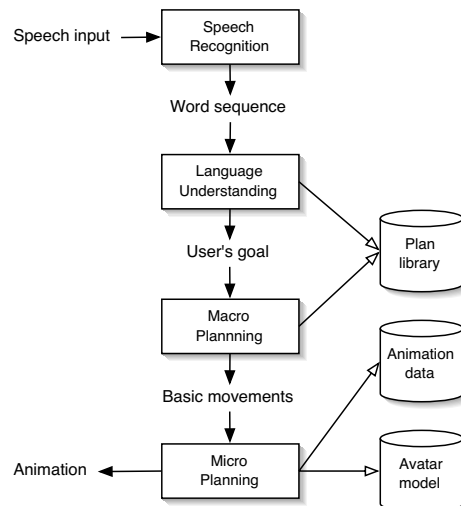 Speech input
Speech
Recognition
Word sequence
Language
Understanding
User's goal
Plan
library
Macro
Plannning
Animation
data
Basic movements
Animation
Micro
Planning
Avatar
model